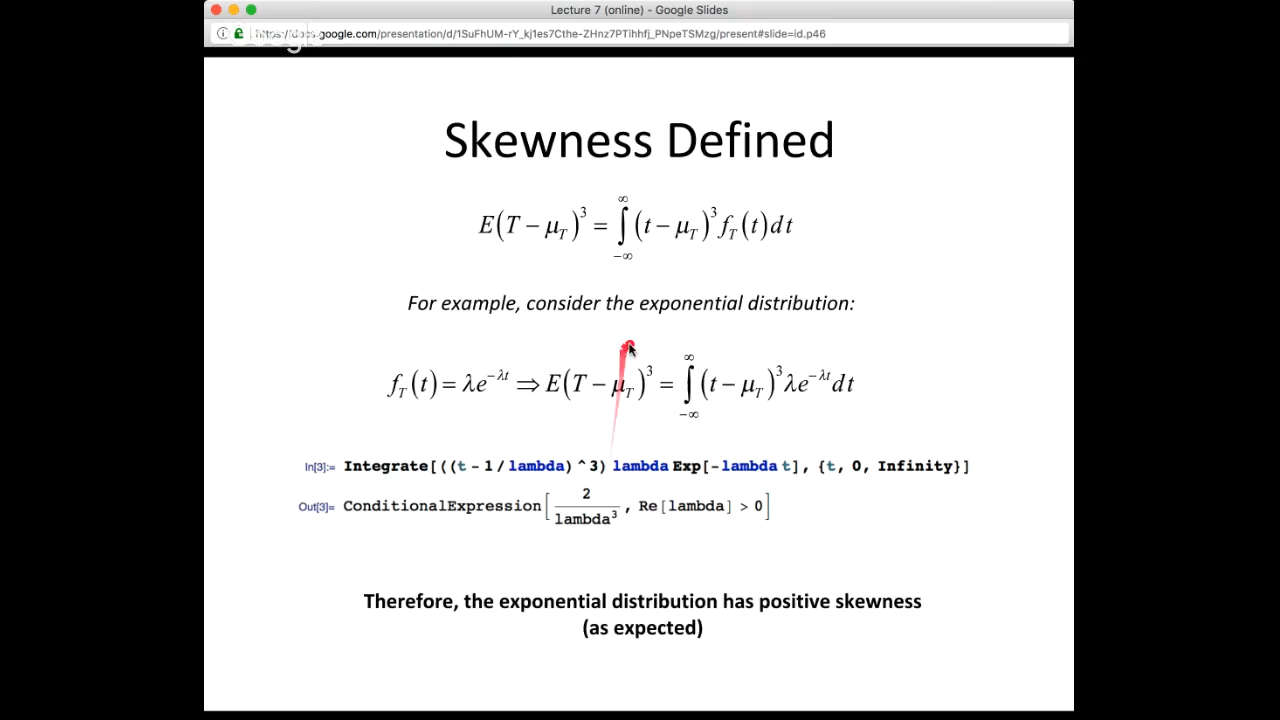 Lecture 7 (online) - Google Slides
https://docs.google.com/presentation/d/1SuFhUM-rY_kj1es7Cthe-ZHnz7PTihhfj_PNpeTSMzg/present#slide=id.p46
Skewness Defined
E(T − μ_T)^3 = ∫_{−∞}^{∞} (t − μ_T)^3 f_T(t)dt
For example, consider the exponential distribution:
f_T(t) = λe^{−λt} ⇒ E(T − μ_T)^3 = ∫_{−∞}^{∞} (t − μ_T)^3 λe^{−λt} dt
In[3]:= Integrate[((t - 1 / lambda) ^ 3) lambda Exp[-lambda t], {t, 0, Infinity}]
Out[3]= ConditionalExpression[2/lambda^3, Re[lambda] > 0]
Therefore, the exponential distribution has positive skewness
(as expected)